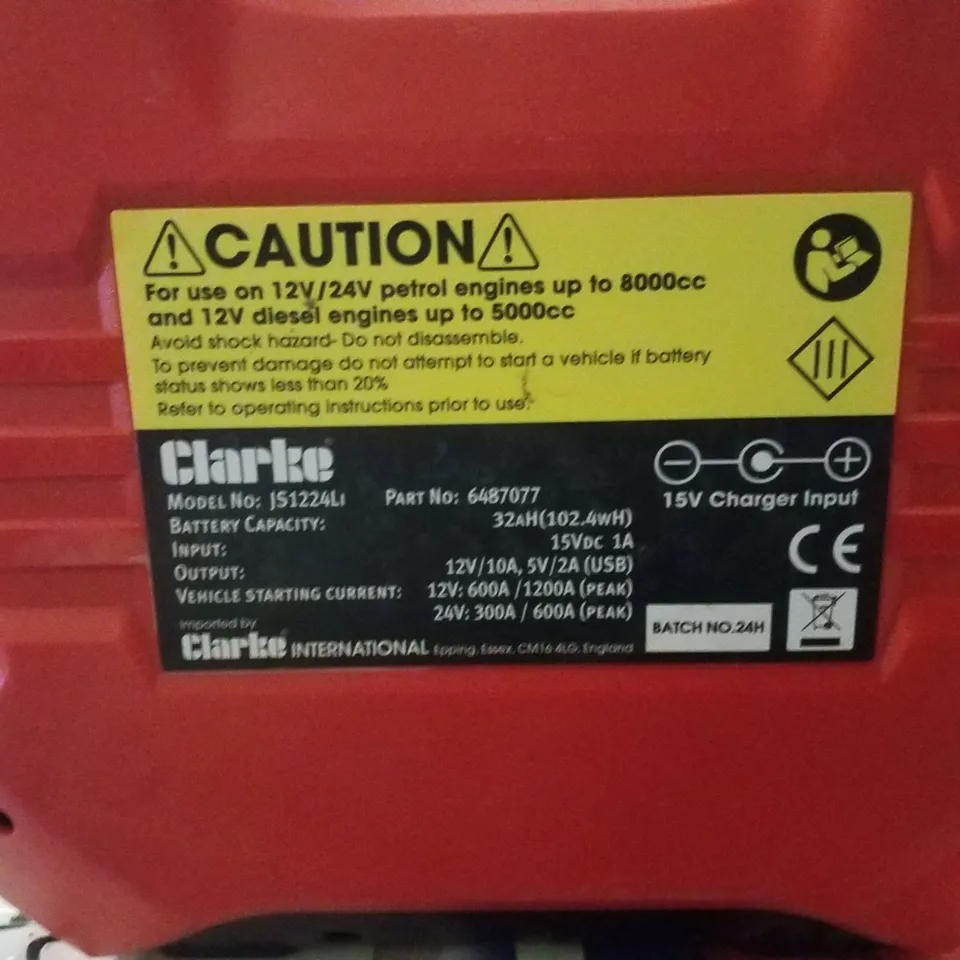 CAUTION
For use on 12V/24V petrol engines up to 8000cc
and 12V diesel engines up to 5000cc
Avoid shock hazard- Do not disassemble.
To prevent damage do not attempt to start a vehicle if battery
status shows less than 20%
Refer to operating instructions prior to use.
Clarke
MODEL NO: JS1224Li PART NO: 6487077
BATTERY CAPACITY: 32AH(102.4WH)
INPUT: 15VDC 1A
OUTPUT: 12V/10A, 5V/2A (USB)
VEHICLE STARTING CURRENT: 12V: 600A /1200A (PEAK)
24V: 300A / 600A (PEAK)
Imported by
Clarke INTERNATIONAL Epping, Essex, CM16 4LG, England
15V Charger Input
CE
BATCH NO.24H